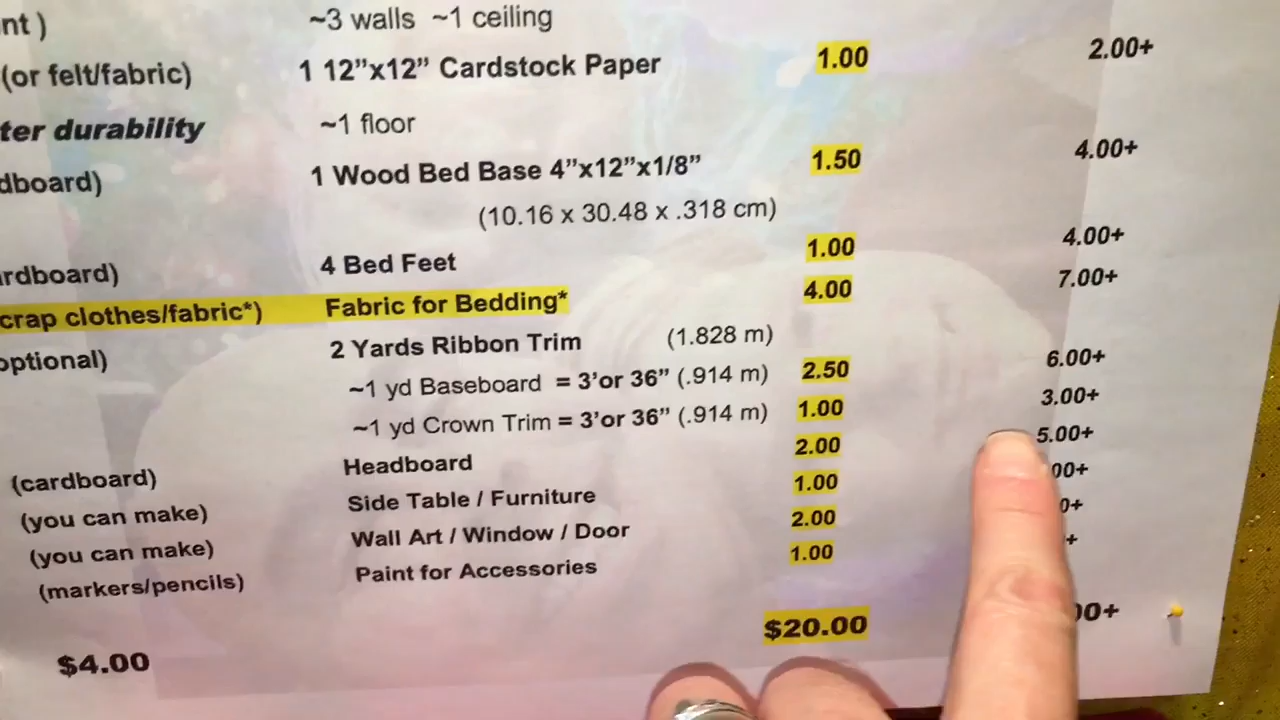 nt ) ~3 walls ~1 ceiling
(or felt/fabric) 1 12”x12” Cardstock Paper 1.00 2.00+
ter durability ~1 floor
dboard) 1 Wood Bed Base 4”x12”x1/8” 1.50 4.00+
(10.16 x 30.48 x .318 cm)
rdboard) 4 Bed Feet 1.00 4.00+
crap clothes/fabric*) Fabric for Bedding* 4.00 7.00+
optional) 2 Yards Ribbon Trim (1.828 m)
~1 yd Baseboard = 3’or 36” (.914 m) 2.50 6.00+
~1 yd Crown Trim = 3’or 36” (.914 m) 1.00 3.00+
(cardboard) Headboard 2.00 5.00+
(you can make) Side Table / Furniture 1.00 00+
(you can make) Wall Art / Window / Door 2.00 0+
(markers/pencils) Paint for Accessories 1.00 +
$4.00 $20.00 00+